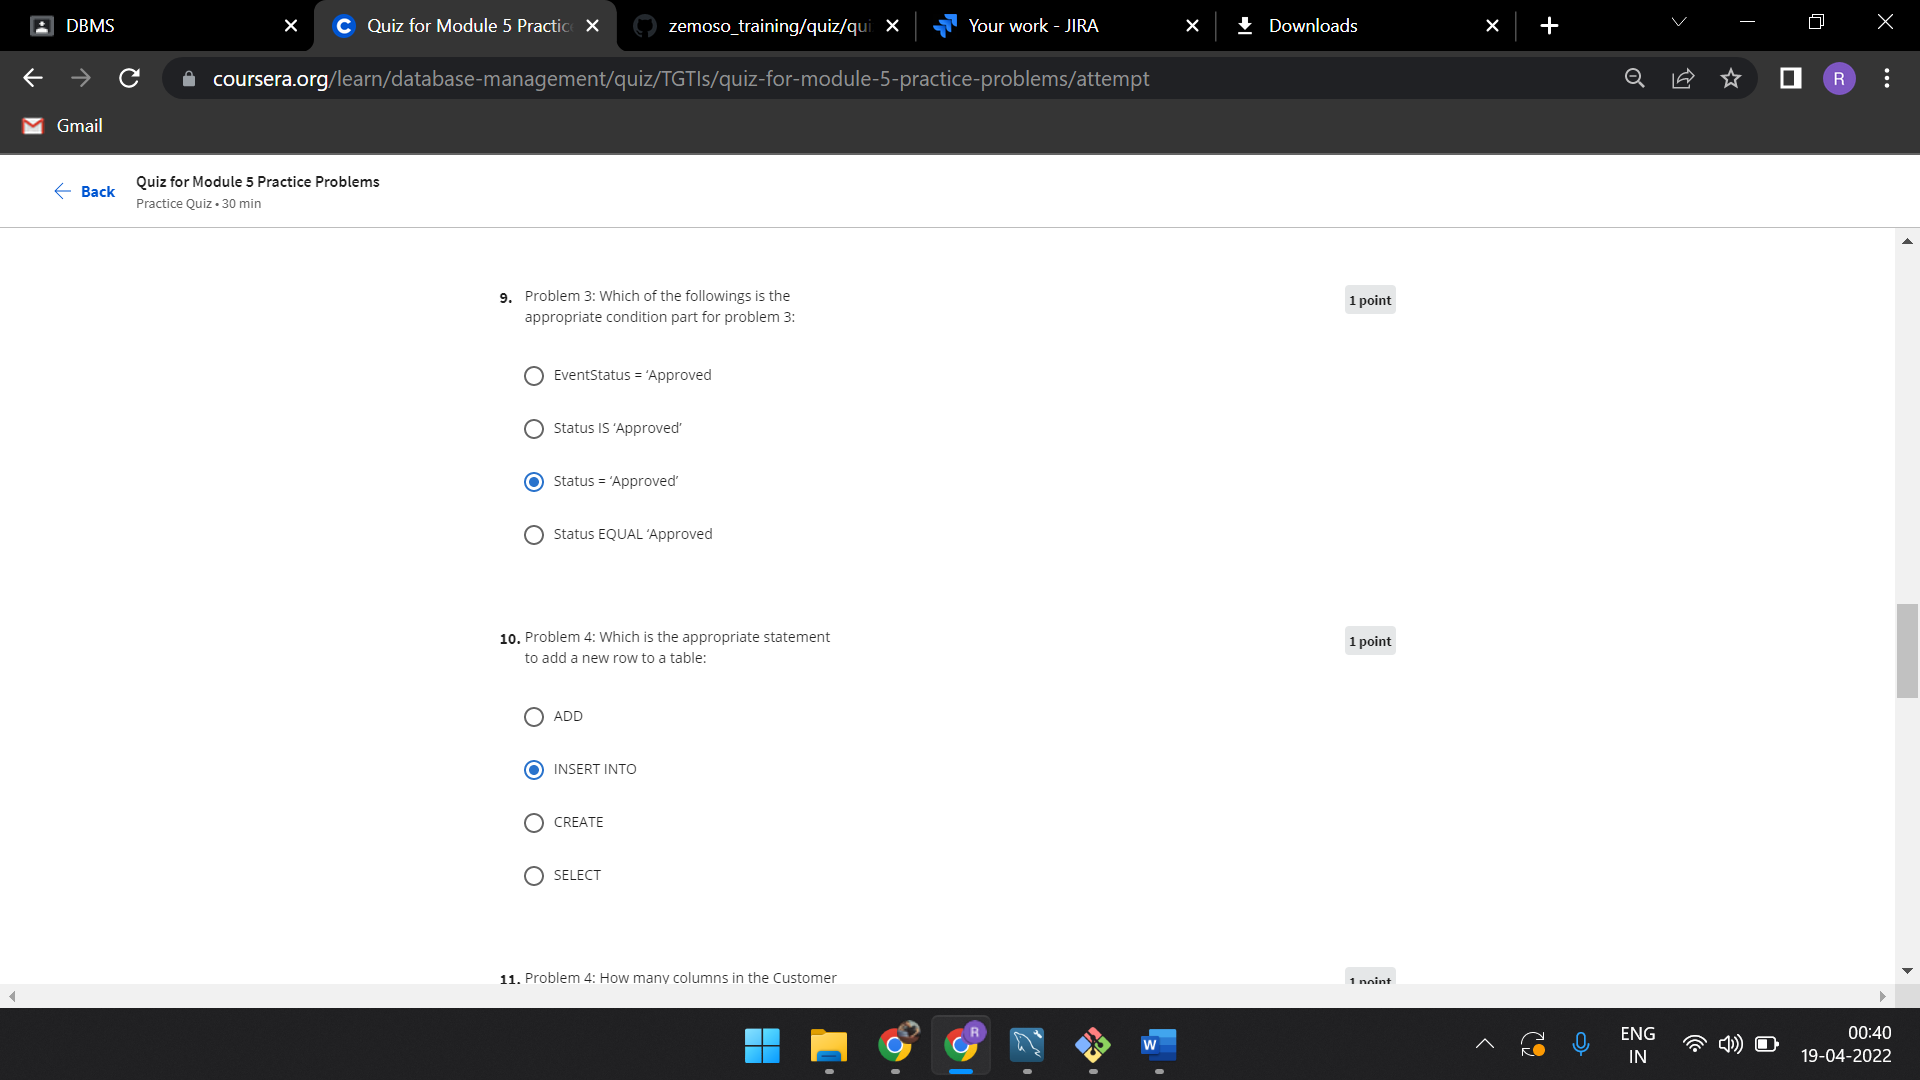 DBMS
Quiz for Module 5 Practic
zemoso_training/quiz/qui
Your work - JIRA
Downloads
coursera.org/learn/database-management/quiz/TGTIs/quiz-for-module-5-practice-problems/attempt
R
Gmail
Back
Quiz for Module 5 Practice Problems
Practice Quiz • 30 min
9. Problem 3: Which of the followings is the
appropriate condition part for problem 3:
1 point
EventStatus = ‘Approved
Status IS ‘Approved’
Status = ‘Approved’
Status EQUAL ‘Approved
10. Problem 4: Which is the appropriate statement
to add a new row to a table:
1 point
ADD
INSERT INTO
CREATE
SELECT
11. Problem 4: How many columns in the Customer
1 point
R
W
ENG
IN
00:40
19-04-2022